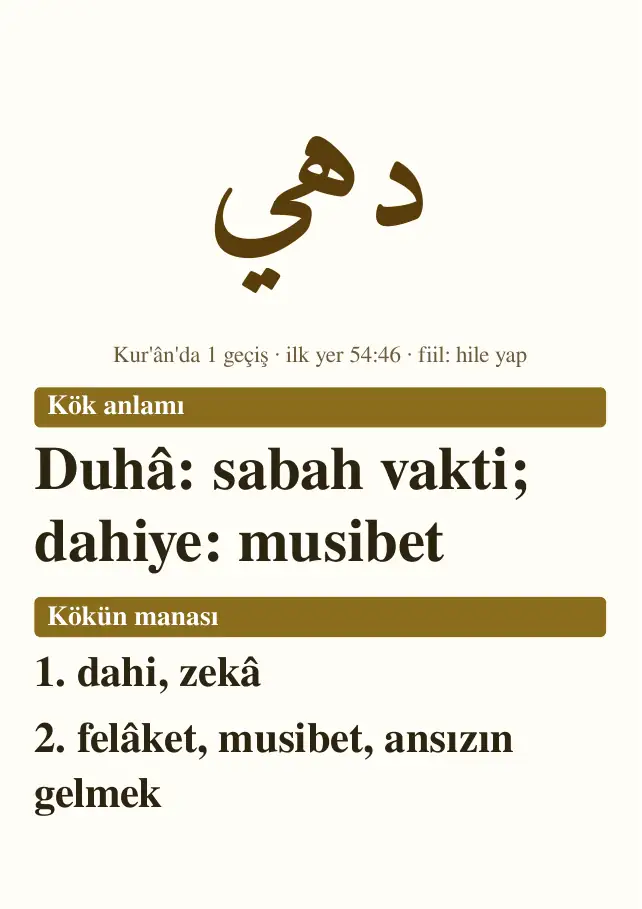 د هي
Kur'ân'da 1 geçiş · ilk yer 54:46 · fiil: hile yap
Kök anlamı
Duhâ: sabah vakti;
dahiye: musibet
Kökün manası
1. dahi, zekâ
2. felâket, musibet, ansızın
gelmek